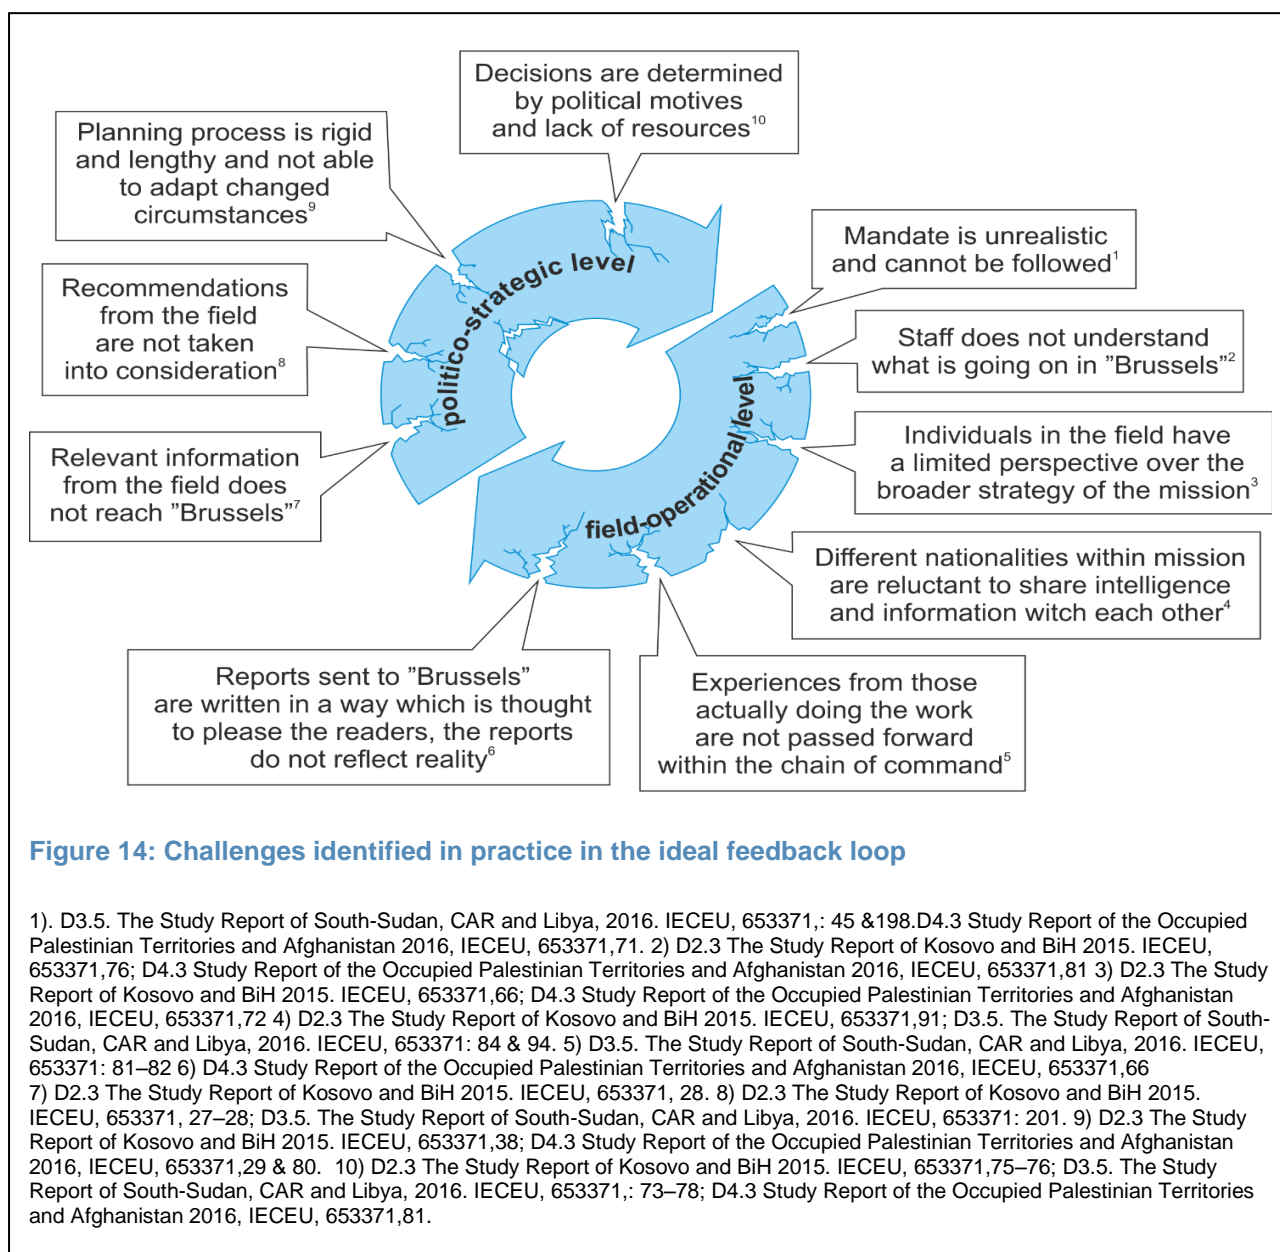 Decisions are determined
by political motives
and lack of resources10
Planning process is rigid
and lengthy and not able
to adapt changed
circumstances9
Mandate is unrealistic
and cannot be followed1
Recommendations
from the field
are not taken
into consideration8
politico-strategic level
Staff does not understand
what is going on in ”Brussels”2
Individuals in the field have
a limited perspective over the
broader strategy of the mission3
Relevant information
from the field does
not reach ”Brussels”7
field-operational level
Different nationalities within mission
are reluctant to share intelligence
and information witch each other4
Reports sent to ”Brussels”
are written in a way which is thought
to please the readers, the reports
do not reflect reality6
Experiences from those
actually doing the work
are not passed forward
within the chain of command5
Figure 14: Challenges identified in practice in the ideal feedback loop
1). D3.5. The Study Report of South-Sudan, CAR and Libya, 2016. IECEU, 653371,: 45 &198.D4.3 Study Report of the Occupied
Palestinian Territories and Afghanistan 2016, IECEU, 653371,71. 2) D2.3 The Study Report of Kosovo and BiH 2015. IECEU,
653371,76; D4.3 Study Report of the Occupied Palestinian Territories and Afghanistan 2016, IECEU, 653371,81 3) D2.3 The Study
Report of Kosovo and BiH 2015. IECEU, 653371,66; D4.3 Study Report of the Occupied Palestinian Territories and Afghanistan
2016, IECEU, 653371,72 4) D2.3 The Study Report of Kosovo and BiH 2015. IECEU, 653371,91; D3.5. The Study Report of South-
Sudan, CAR and Libya, 2016. IECEU, 653371: 84 & 94. 5) D3.5. The Study Report of South-Sudan, CAR and Libya, 2016. IECEU,
653371: 81–82 6) D4.3 Study Report of the Occupied Palestinian Territories and Afghanistan 2016, IECEU, 653371,66
7) D2.3 The Study Report of Kosovo and BiH 2015. IECEU, 653371, 28. 8) D2.3 The Study Report of Kosovo and BiH 2015.
IECEU, 653371, 27–28; D3.5. The Study Report of South-Sudan, CAR and Libya, 2016. IECEU, 653371: 201. 9) D2.3 The Study
Report of Kosovo and BiH 2015. IECEU, 653371,38; D4.3 Study Report of the Occupied Palestinian Territories and Afghanistan
2016, IECEU, 653371,29 & 80. 10) D2.3 The Study Report of Kosovo and BiH 2015. IECEU, 653371,75–76; D3.5. The Study
Report of South-Sudan, CAR and Libya, 2016. IECEU, 653371,: 73–78; D4.3 Study Report of the Occupied Palestinian Territories
and Afghanistan 2016, IECEU, 653371,81.